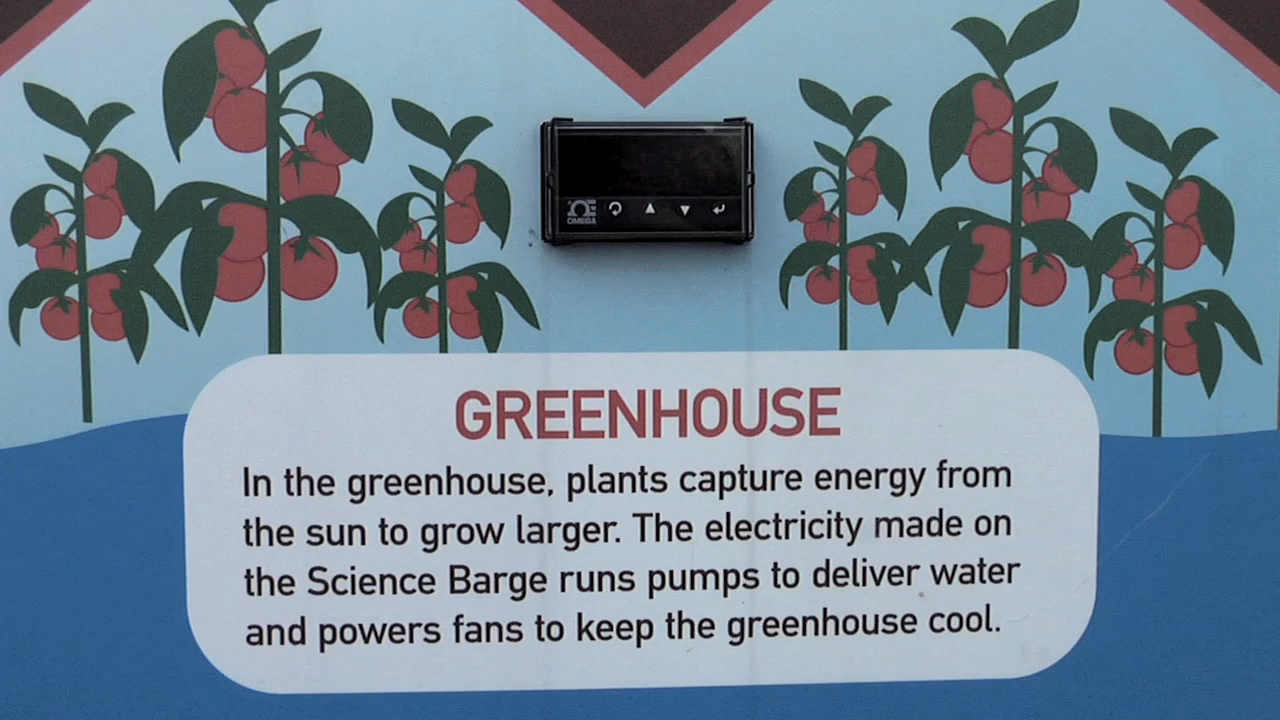 OMEGA
GREENHOUSE
In the greenhouse, plants capture energy from
the sun to grow larger. The electricity made on
the Science Barge runs pumps to deliver water
and powers fans to keep the greenhouse cool.